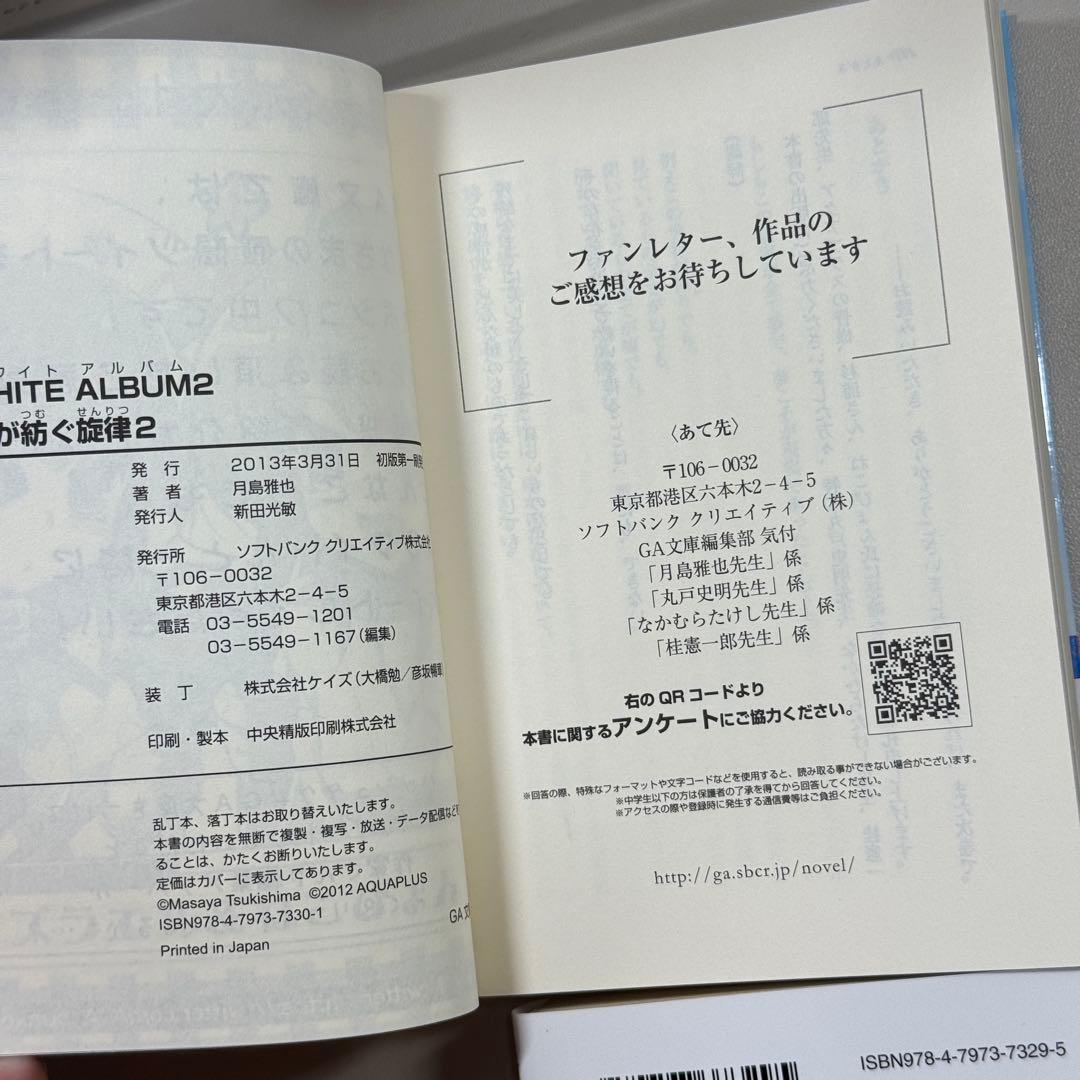 ワイト アルバム
HITE ALBUM2
つむ せんりつ
が紡ぐ旋律2
発 行 2013年3月31日 初版第一刷発
著 者 月島雅也
発行人 新田光敏
発行所 ソフトバンク クリエイティブ株式会社
〒106-0032
東京都港区六本木2-4-5
電話 03-5549-1201
03-5549-1167(編集)
装 丁 株式会社ケイズ(大橋勉/彦坂暢章
印刷・製本 中央精版印刷株式会社
乱丁本、落丁本はお取り替えいたします。
本書の内容を無断で複製・複写・放送・データ配信などを
ることは、かたくお断りいたします。
定価はカバーに表示してあります。
©Masaya Tsukishima ©2012 AQUAPLUS
ISBN978-4-7973-7330-1
Printed in Japan
GA 文
ファンレター、作品の
ご感想をお待ちしています
〈あて先〉
〒106-0032
東京都港区六本木2-4-5
ソフトバンク クリエイティブ(株)
GA文庫編集部 気付
「月島雅也先生」係
「丸戸史明先生」係
「なかむらたけし先生」係
「桂憲一郎先生」係
右の QR コードより
本書に関するアンケートにご協力ください。
※回答の際、特殊なフォーマットや文字コードなどを使用すると、読み取る事ができない場合がございます。
※中学生以下の方は保護者の了承を得てから回答してください。
※アクセスの際や登録時に発生する通信費等はご負担ください。
http://ga.sbcr.jp/novel/
ISBN978-4-7973-7329-5